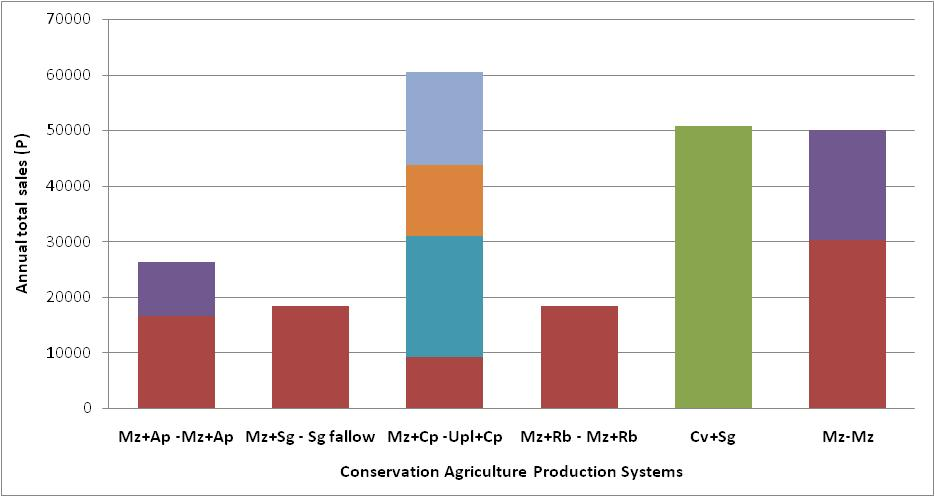 70000
60000
50000
40000
30000
20000
10000
0
Annual total sales (P)
Mz+Ap -Mz+Ap Mz+Sg - Sg fallow Mz+Cp -Upl+Cp Mz+Rb - Mz+Rb Cv+Sg Mz-Mz
Conservation Agriculture Production Systems